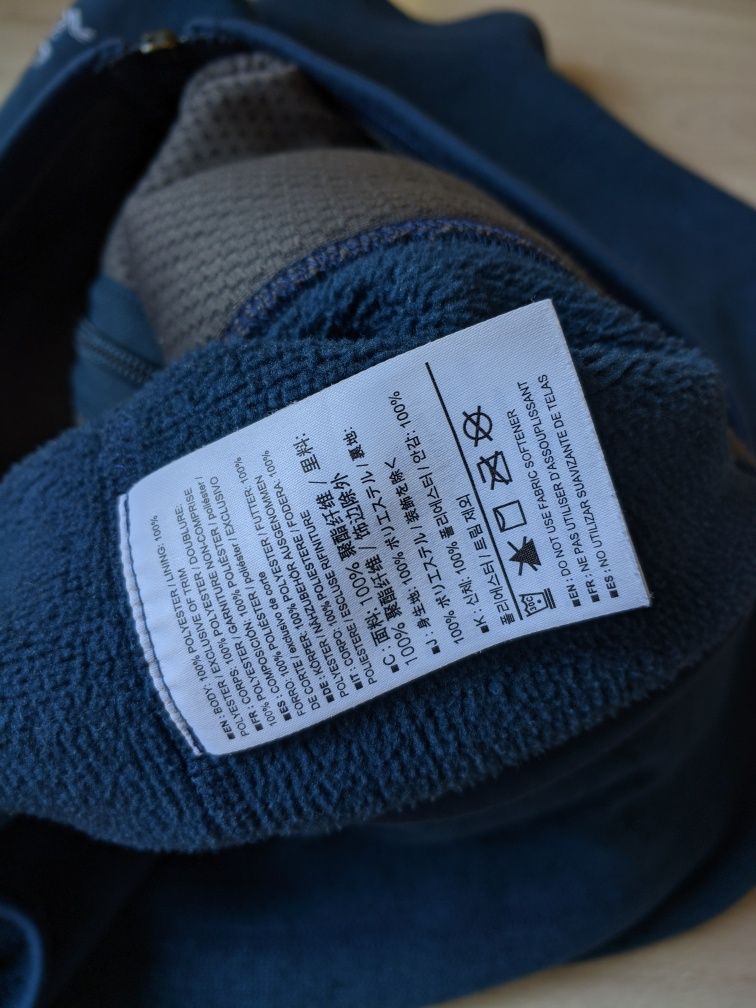 ■EN: BODY: 100% POLYESTER/ LINING: 100%
POLYESTER/ EXCLUSIVE OF TRIM
■FR: CORPS: 100% POLYESTER/ DOUBLURE:
100% POLYESTER/ GARNITURE NON COMPRISE
■ES: COMPOSICIÓN: 100% poliéster / poliéster /
FORRO: 100% POLIESTER / EXCLUSIVO
DE CORTE
■DE:KÖRPER: 100% POLYESTER/ FUTTER: 100%
POLYESTER / NÄHZUBEHÖR AUSGENOMMEN
■IT: CORPO: 100% POLIESTERE / FODERA: 100%
POLIESTERE / ESCLUSE RIFINITURE
■C: 面料: 100% 聚酯纤维 / 里料:
100% 聚酯纤维 / 饰边除外
■J: 身生地: 100% ポリエステル / 裏地:
100% ポリエステル / 装飾を除く
■K: 신체: 100% 폴리에스터/ 안감: 100%
폴리에스터/ 트림 제외
30C
■EN: DO NOT USE FABRIC SOFTENER
■FR: NE PAS UTILISER D'ASSOUPLISSANT
■ES: NO UTILIZAR SUAVIZANTE DE TELAS